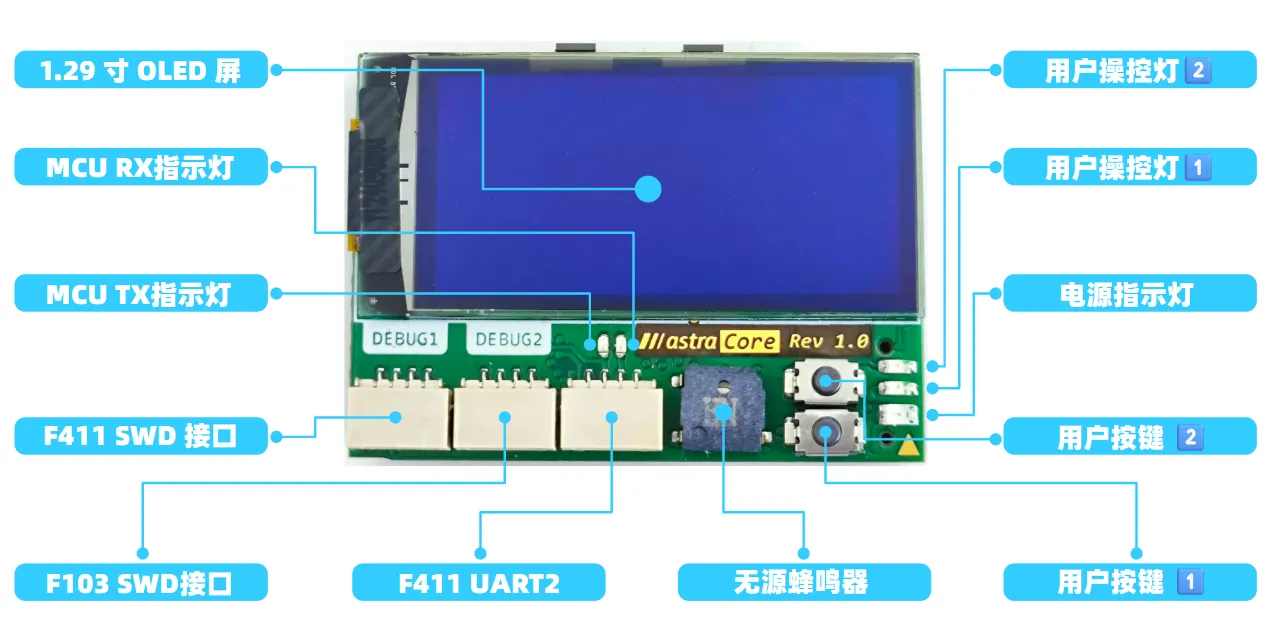 1.29 寸 OLED 屏
用户操控灯 2
MCU RX指示灯
用户操控灯 1
MCU TX指示灯
电源指示灯
DEBUG1
DEBUG2
astra Core Rev 1.0
F411 SWD 接口
用户按键 2
F103 SWD接口
F411 UART2
无源蜂鸣器
用户按键 1